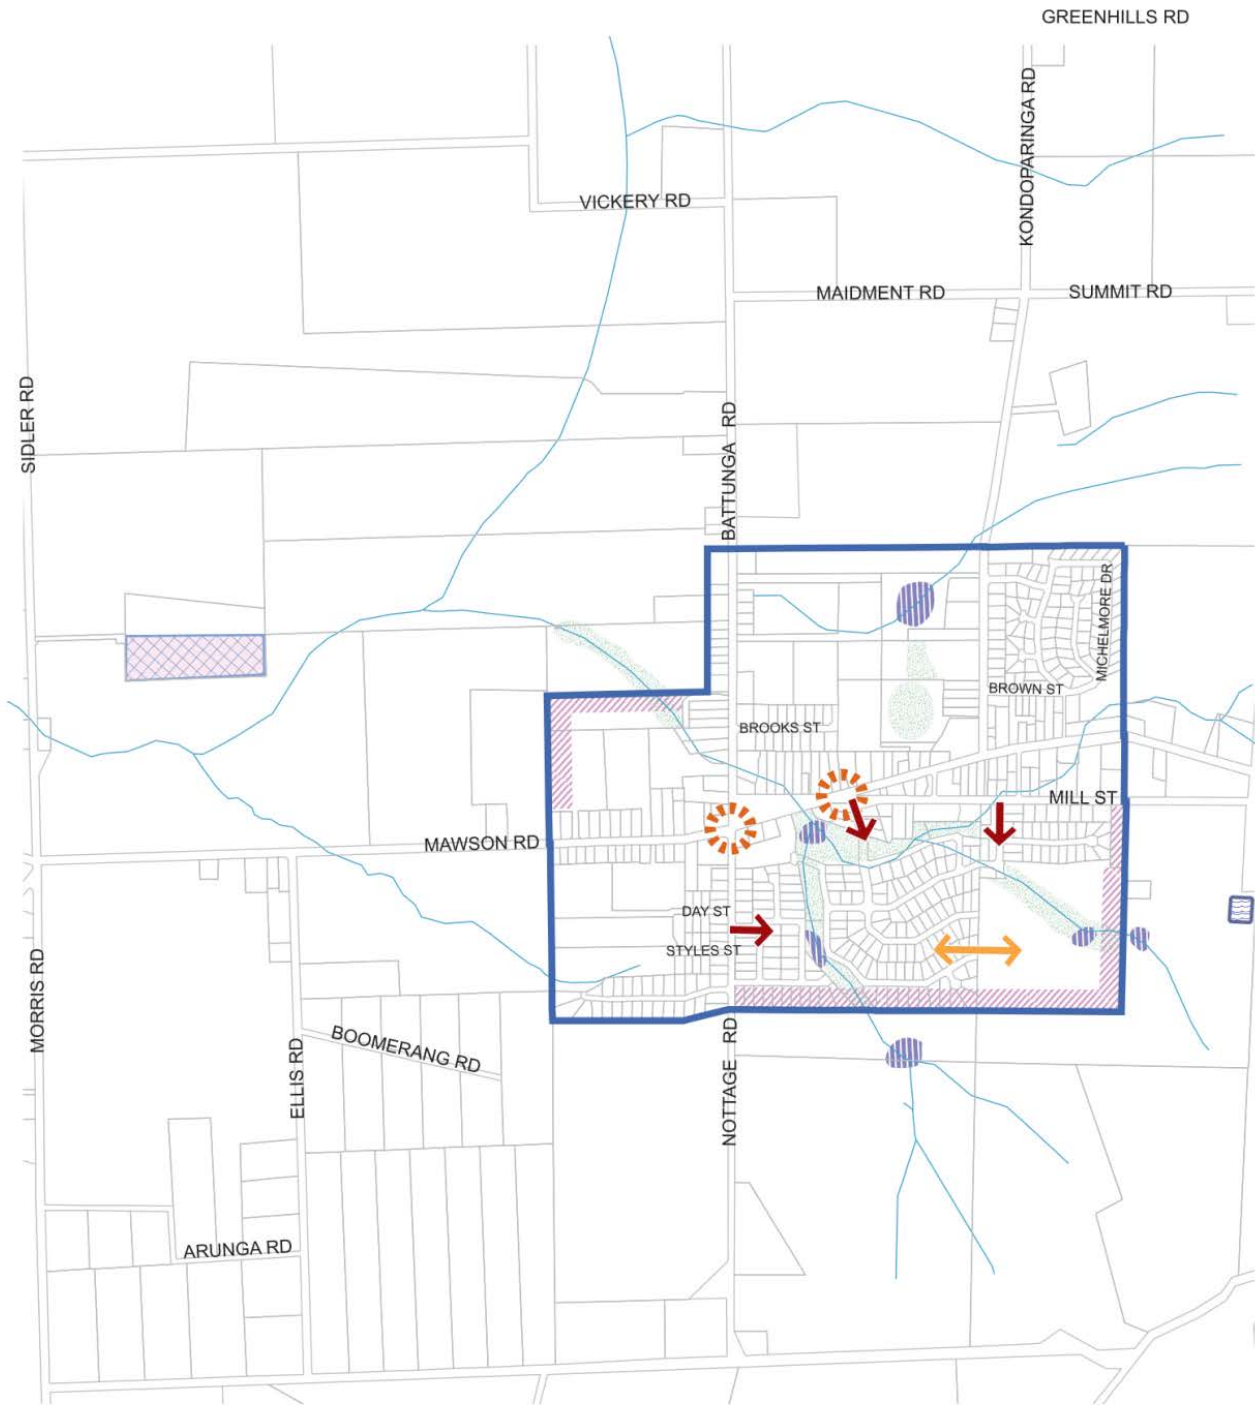 GREENHILLS RD
KONDOPARINGA RD
VICKERY RD
MAIDMENT RD
SUMMIT RD
SIDLER RD
BATTUNGA RD
MICHELMORE DR
BROWN ST
BROOKS ST
MILL ST
MAWSON RD
DAY ST
STYLES ST
MORRIS RD
NOTTAGE RD
BOOMERANG RD
ELLIS RD
ARUNGA RD